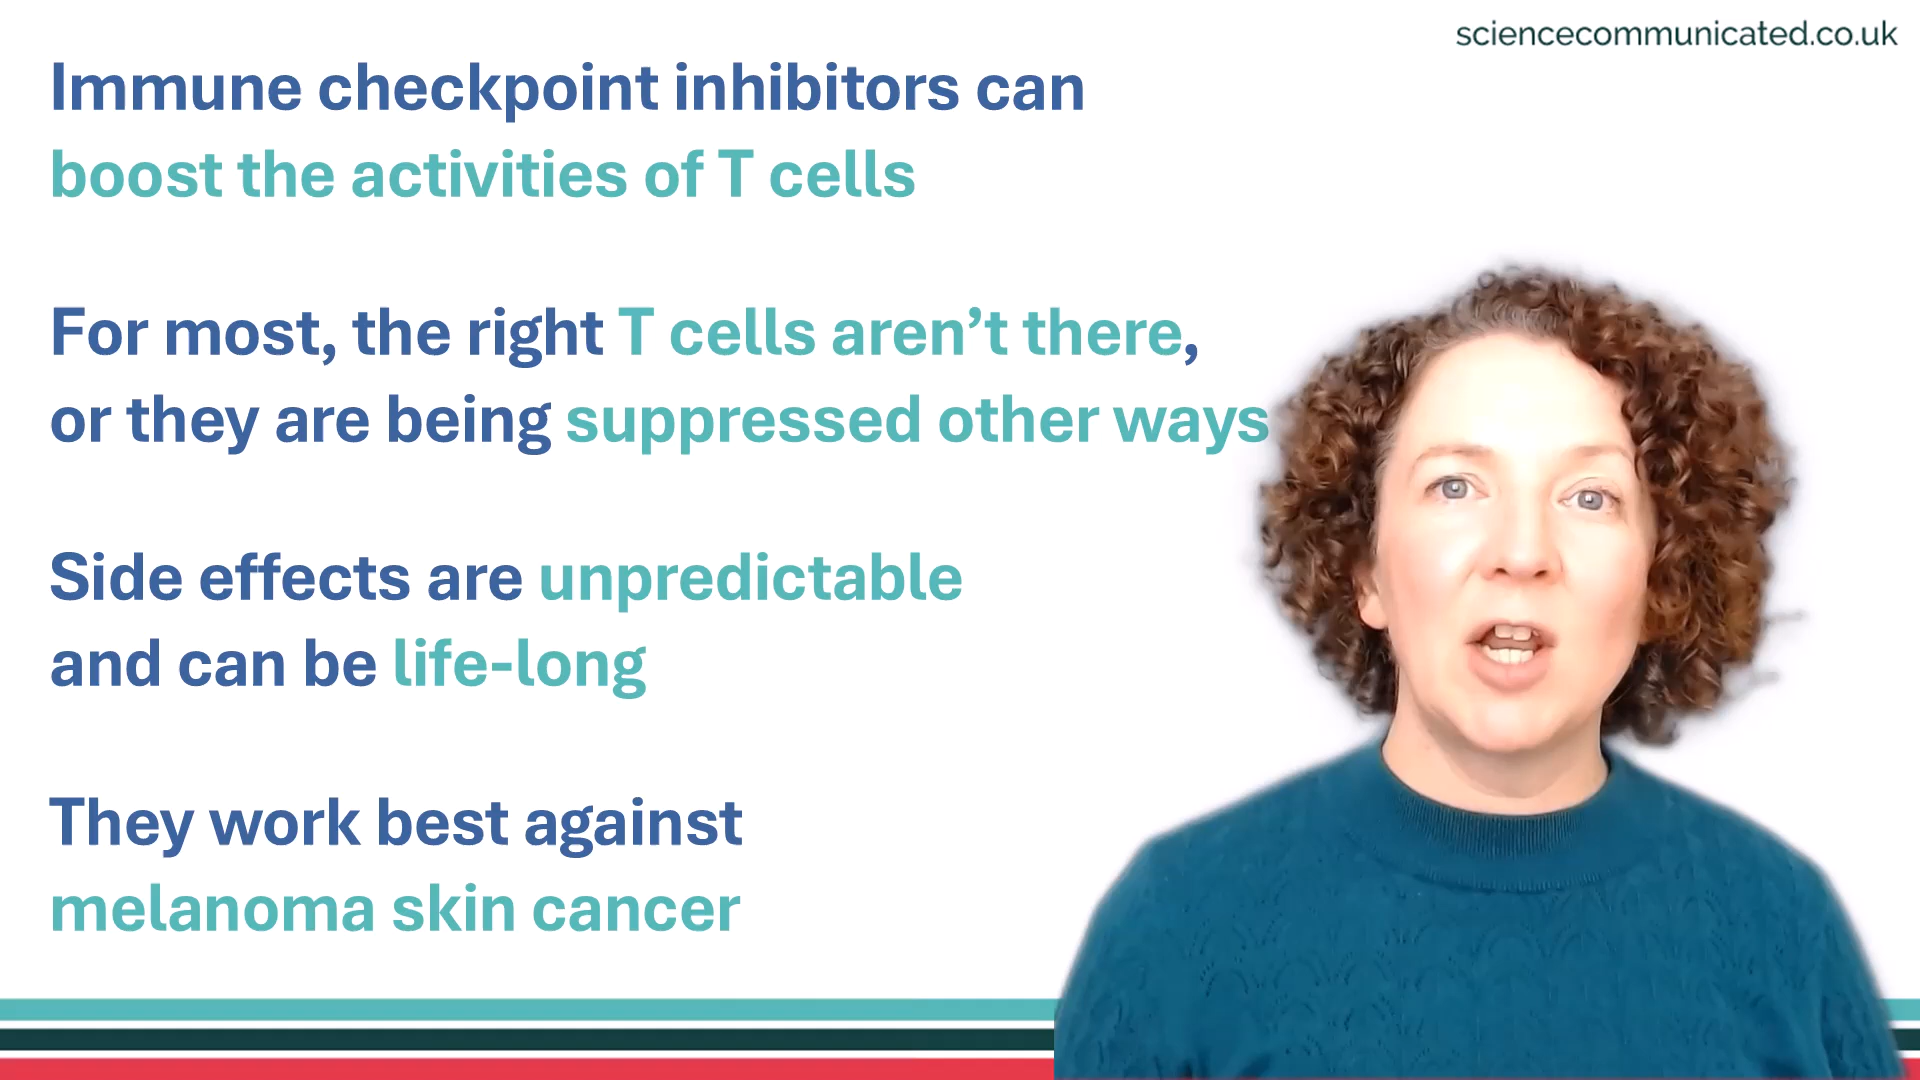 sciencecommunicated.co.uk
Immune checkpoint inhibitors can
boost the activities of T cells
For most, the right T cells aren’t there,
or they are being suppressed other ways
Side effects are unpredictable
and can be life-long
They work best against
melanoma skin cancer